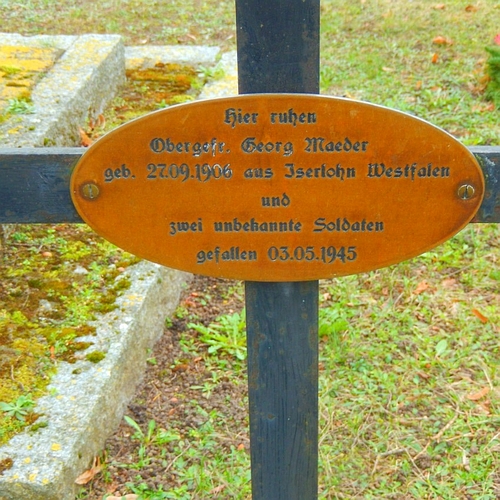 Hier ruhen
Obergefr. Georg Maeder
geb. 27.09.1906 aus Iserlohn Westfalen
und
zwei unbekannte Soldaten
gefallen 03.05.1945